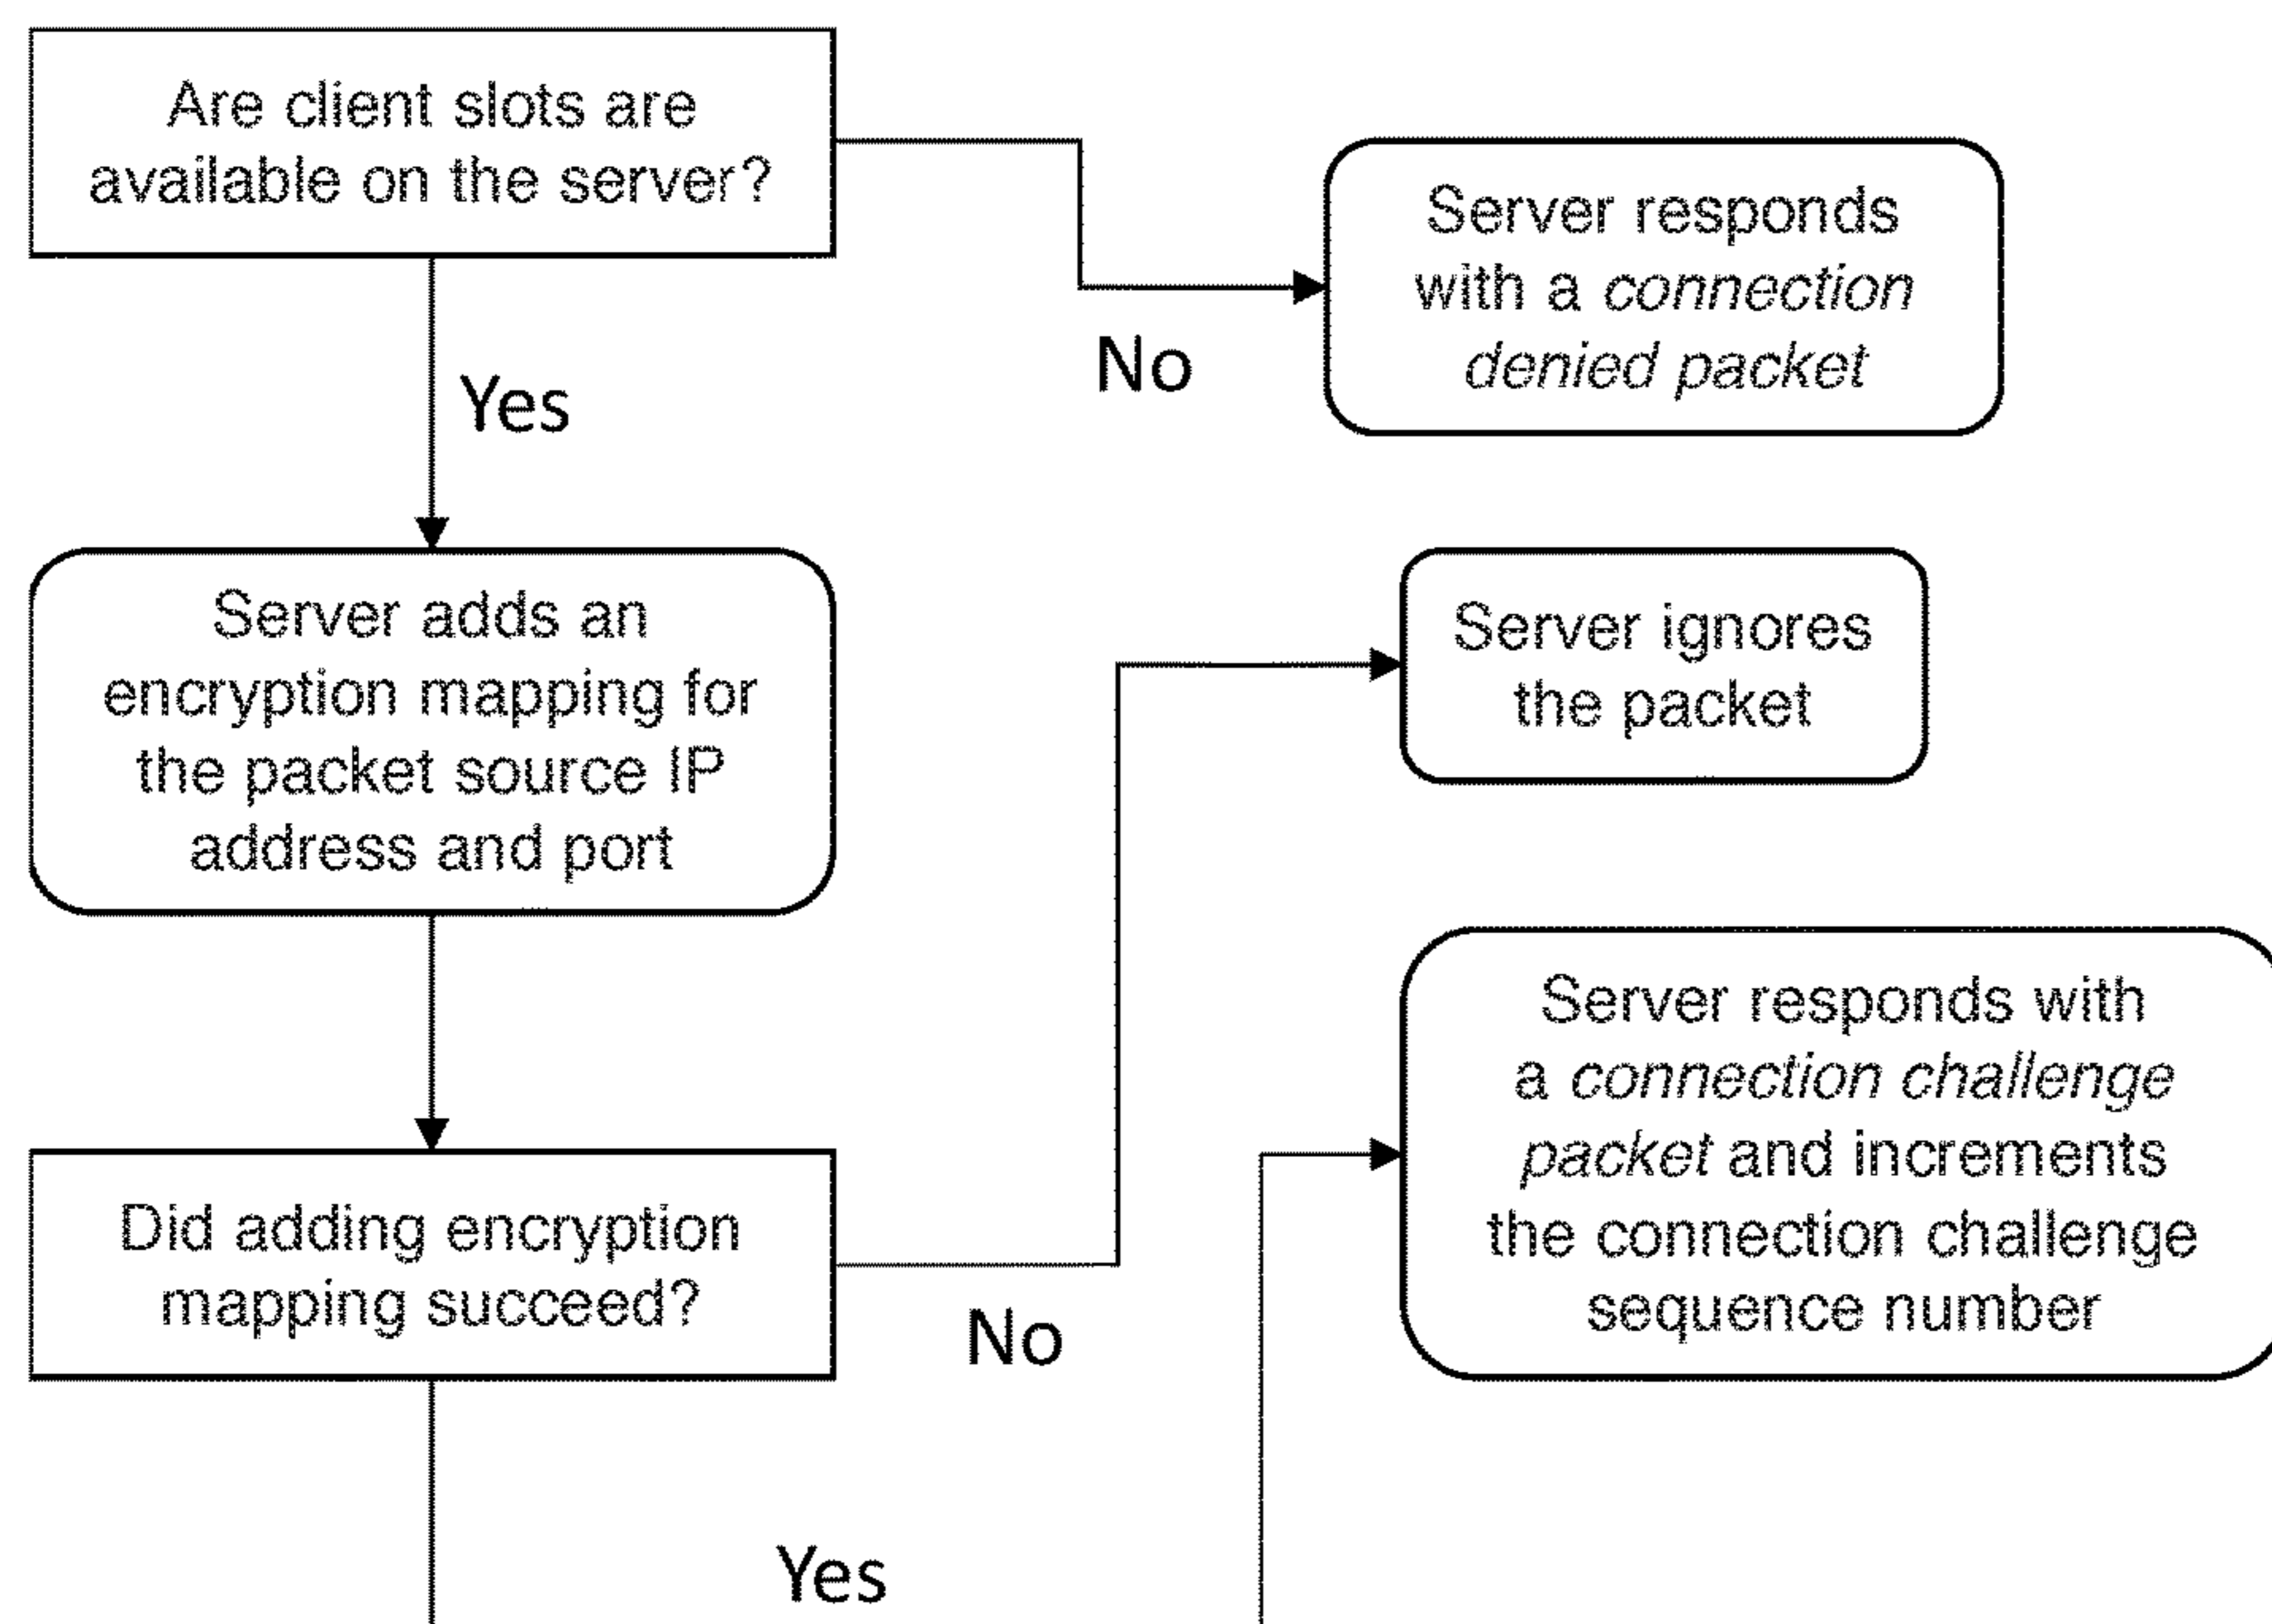 Are client slots are
available on the server?
No
Server responds
with a connection
denied packet
Yes
Server adds an
encryption mapping for
the packet source IP
address and port
Server ignores
the packet
Did adding encryption
mapping succeed?
No
Server responds with
a connection challenge
packet and increments
the connection challenge
sequence number
Yes